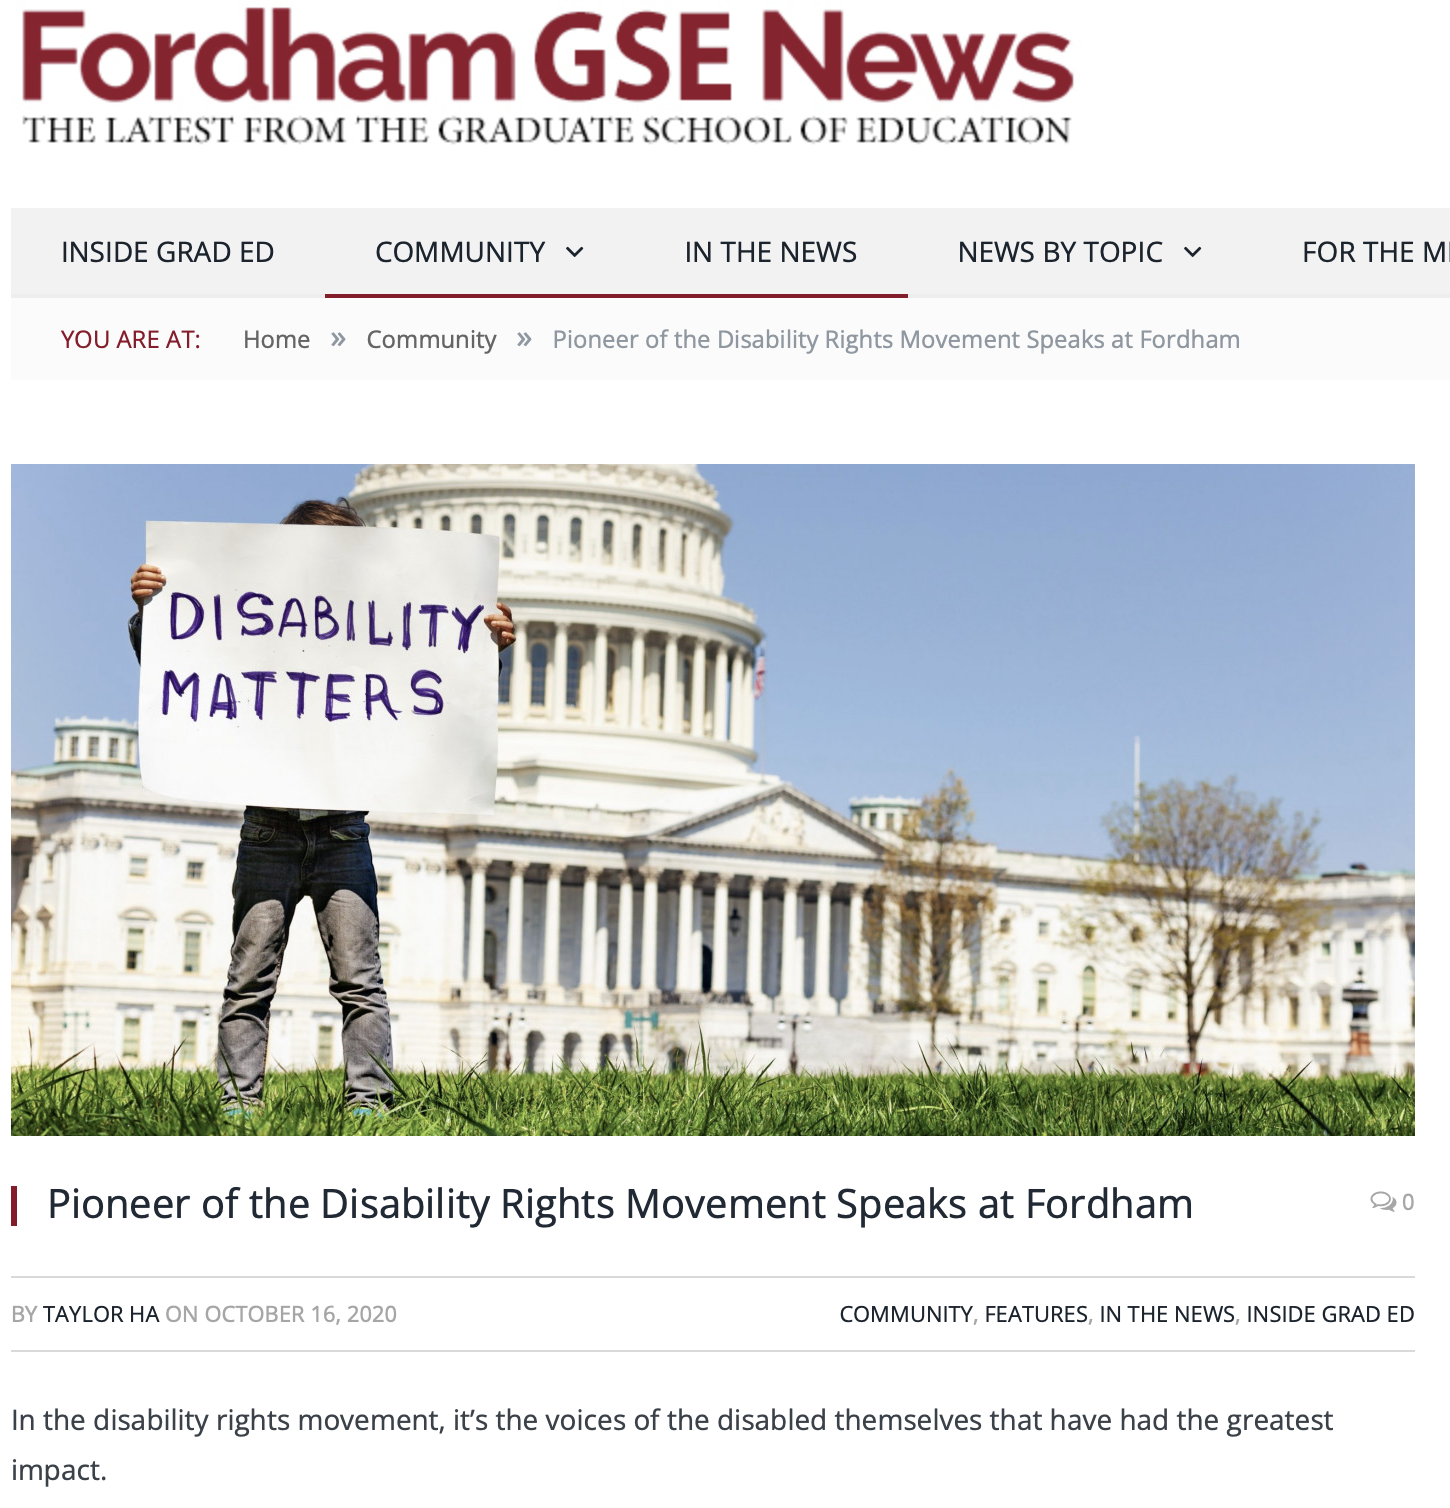 Fordham GSE News
THE LATEST FROM THE GRADUATE SCHOOL OF EDUCATION
INSIDE GRAD ED COMMUNITY IN THE NEWS NEWS BY TOPIC FOR THE
YOU ARE AT: Home » Community » Pioneer of the Disability Rights Movement Speaks at Fordham
DISABILITY
MATTERS
Pioneer of the Disability Rights Movement Speaks at Fordham 0
BY TAYLOR HA ON OCTOBER 16, 2020 COMMUNITY, FEATURES, IN THE NEWS, INSIDE GRAD ED
In the disability rights movement, it’s the voices of the disabled themselves that have had the greatest
impact.